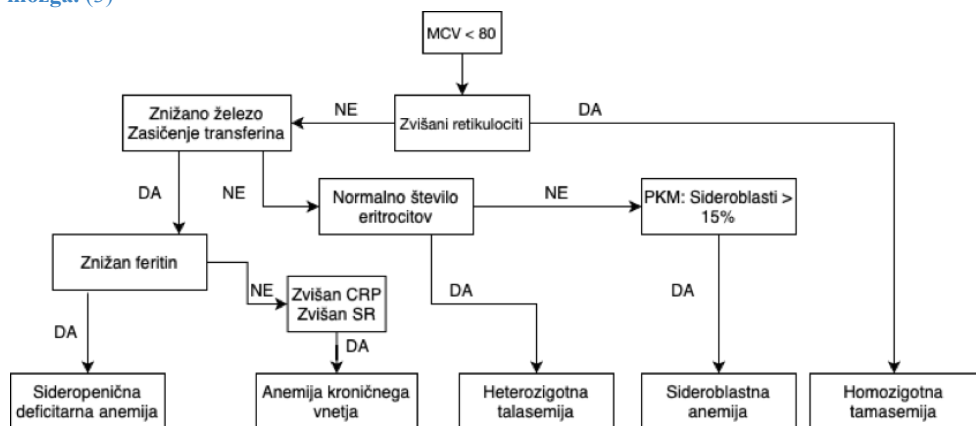 mozga. (3)
MCV < 80
NE
DA
Znižano železo
Zasičenje transferina
Zvišani retikulociti
DA
NE
Normalno število
eritrocitov
NE
PKM: Sideroblasti >
15%
Znižan feritin
NE
Zvišan CRP
Zvišan SR
DA
DA
DA
DA
Sideropenična
deficitarna anemija
Anemija kroničnega
vnetja
Heterozigotna
talasemija
Sideroblastna
anemija
Homozigotna
tamasemija